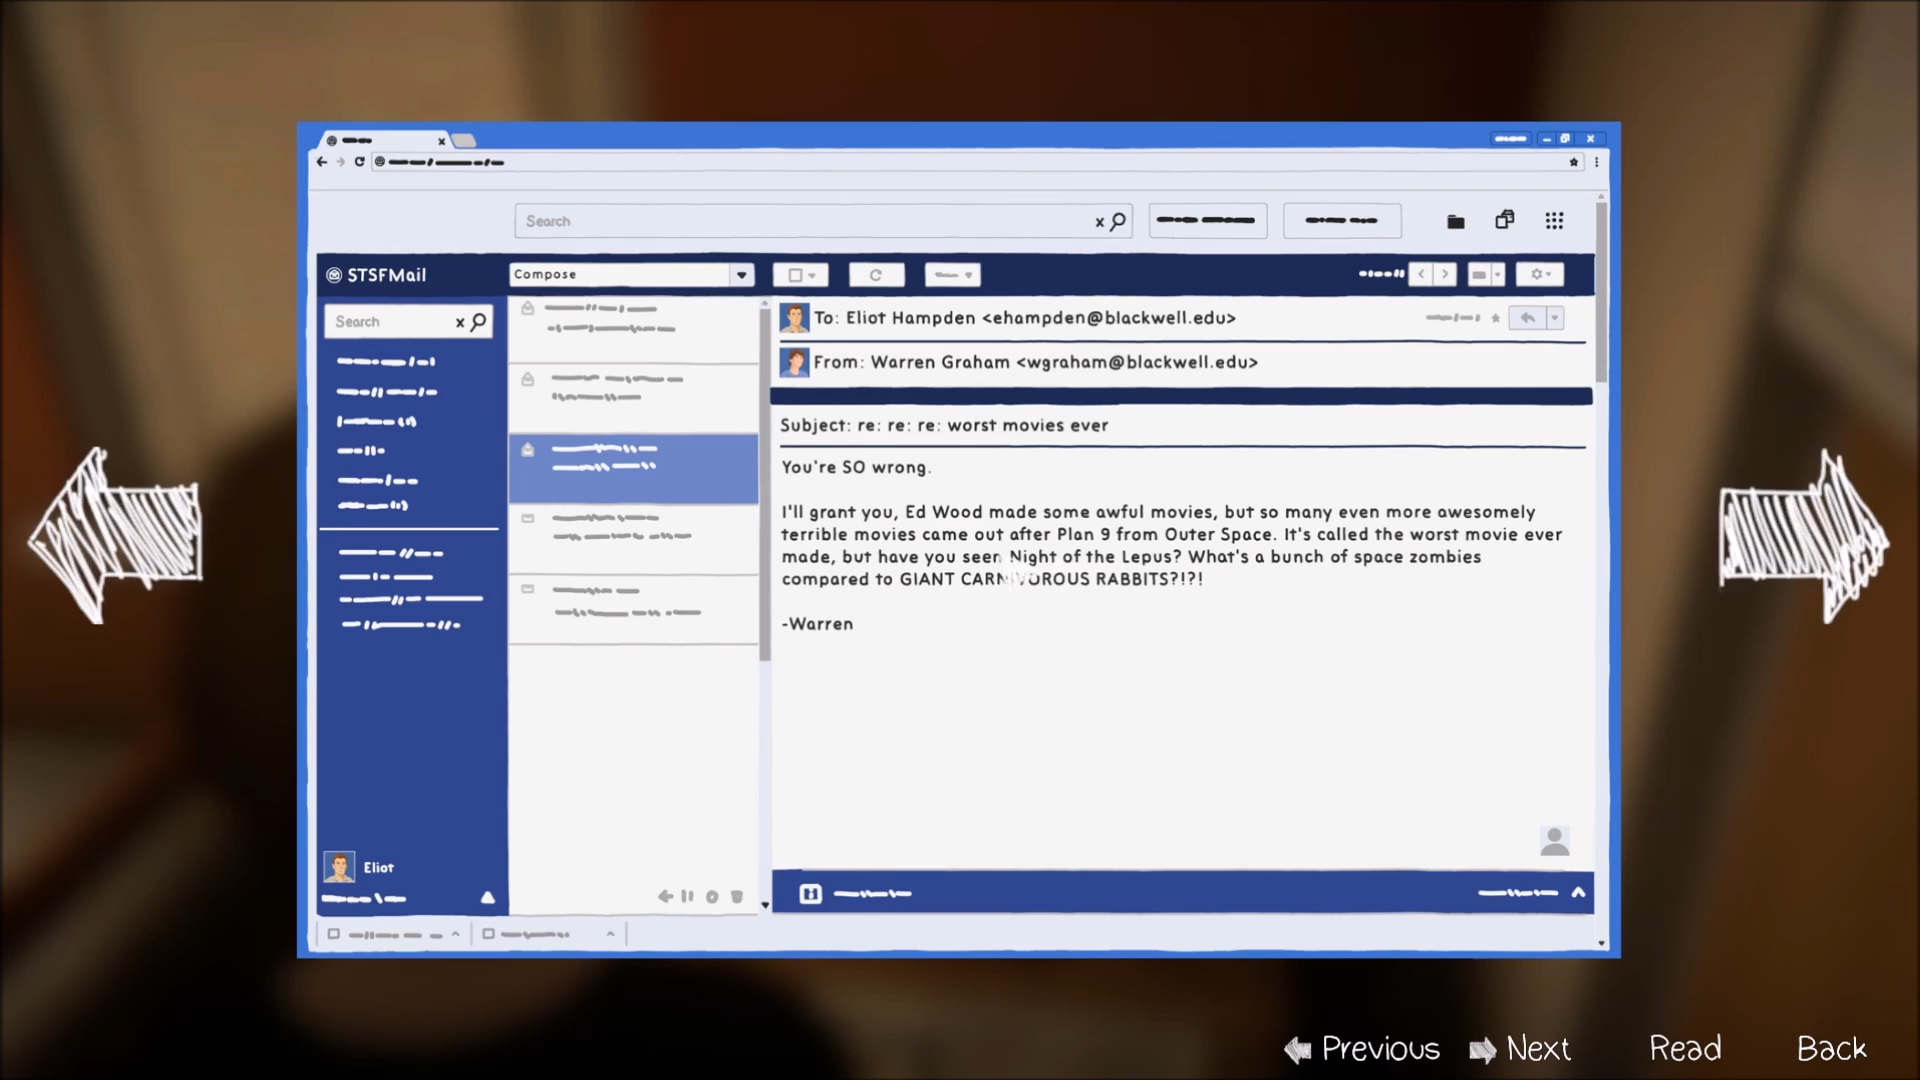 Search
STSFMail
Compose
Search
To: Eliot Hampden <ehampden@blackwell.edu>
From: Warren Graham <wgraham@blackwell.edu>
Subject: re: re: re: worst movies ever
You're SO wrong.
I'll grant you, Ed Wood made some awful movies, but so many even more awesomely
terrible movies came out after Plan 9 from Outer Space. It's called the worst movie ever
made, but have you seen Night of the Lepus? What's a bunch of space zombies
compared to GIANT CARNIVOROUS RABBITS?!?!
-Warren
Eliot
Previous
Next
Read
Back